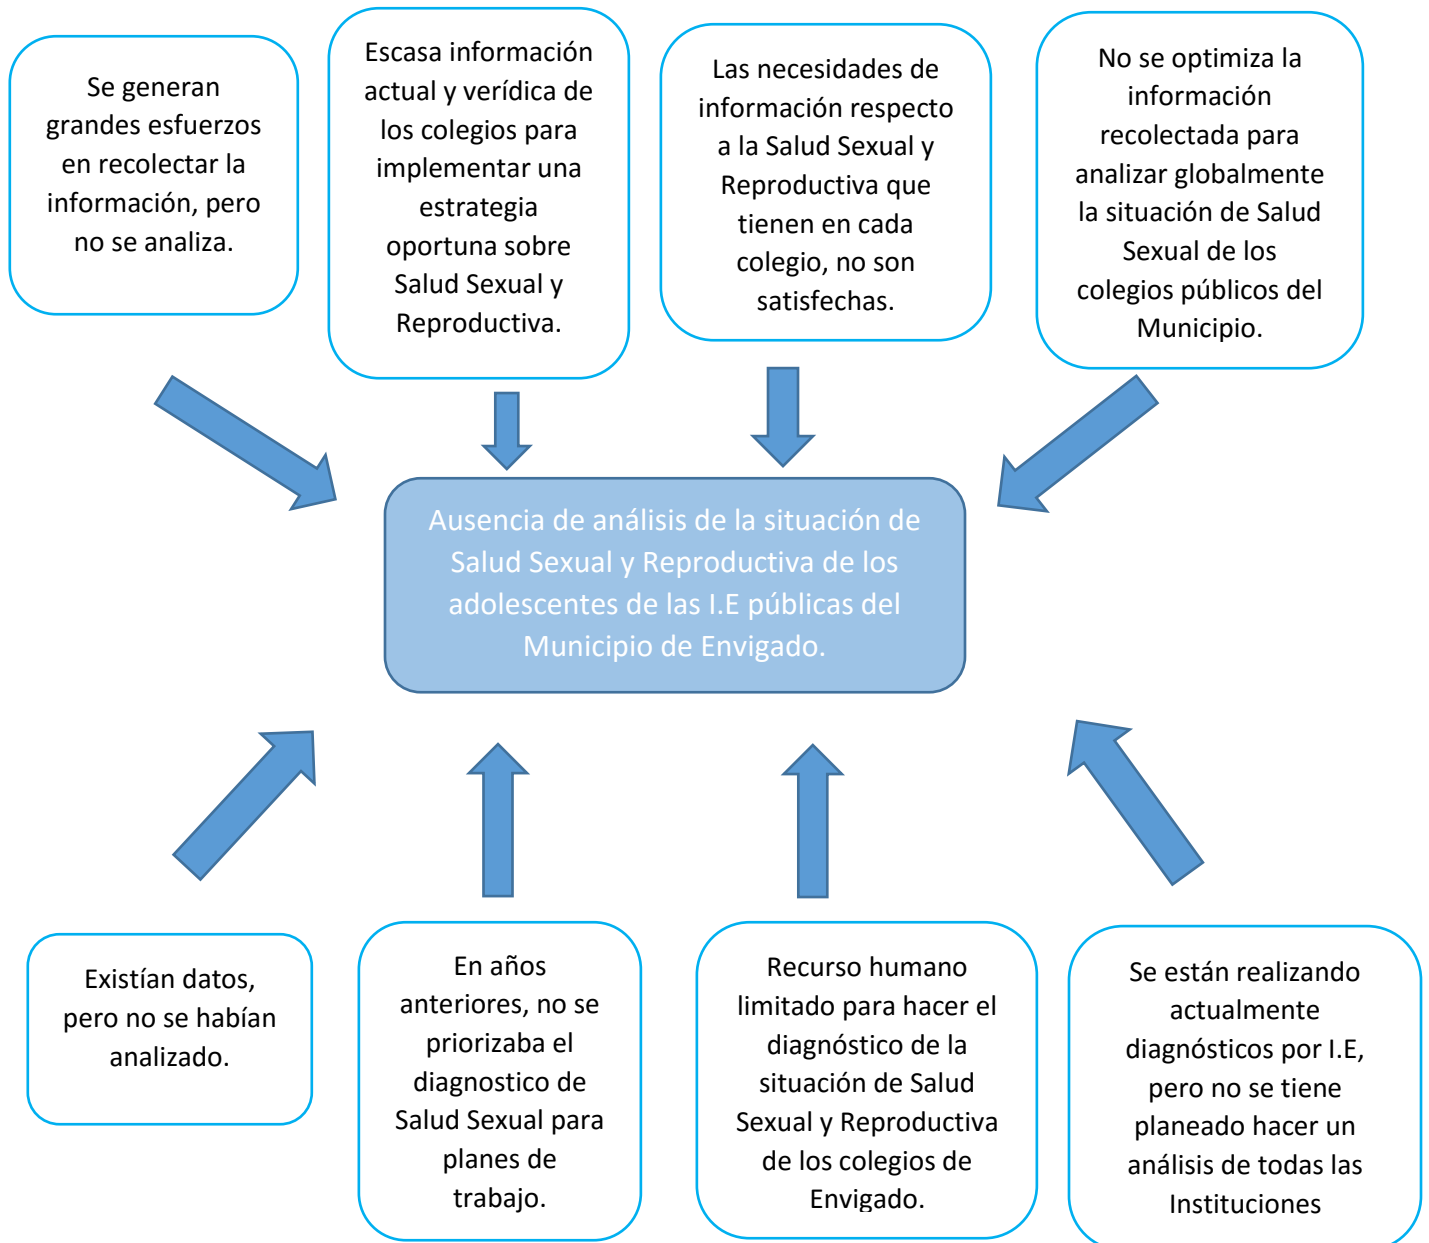 Se generan
grandes esfuerzos
en recolectar la
información, pero
no se analiza.
Escasa información
actual y verídica de
los colegios para
implementar una
estrategia
oportuna sobre
Salud Sexual y
Reproductiva.
Las necesidades de
información respecto
a la Salud Sexual y
Reproductiva que
tienen en cada
colegio, no son
satisfechas.
No se optimiza la
información
recolectada para
analizar globalmente
la situación de Salud
Sexual de los
colegios públicos del
Municipio.
Ausencia de análisis de la situación de
Salud Sexual y Reproductiva de los
adolescentes de las I.E públicas del
Municipio de Envigado.
Existían datos,
pero no se habían
analizado.
En años
anteriores, no se
priorizaba el
diagnostico de
Salud Sexual para
planes de
trabajo.
Recurso humano
limitado para hacer el
diagnóstico de la
situación de Salud
Sexual y Reproductiva
de los colegios de
Envigado.
Se están realizando
actualmente
diagnósticos por I.E,
pero no se tiene
planeado hacer un
análisis de todas las
Instituciones